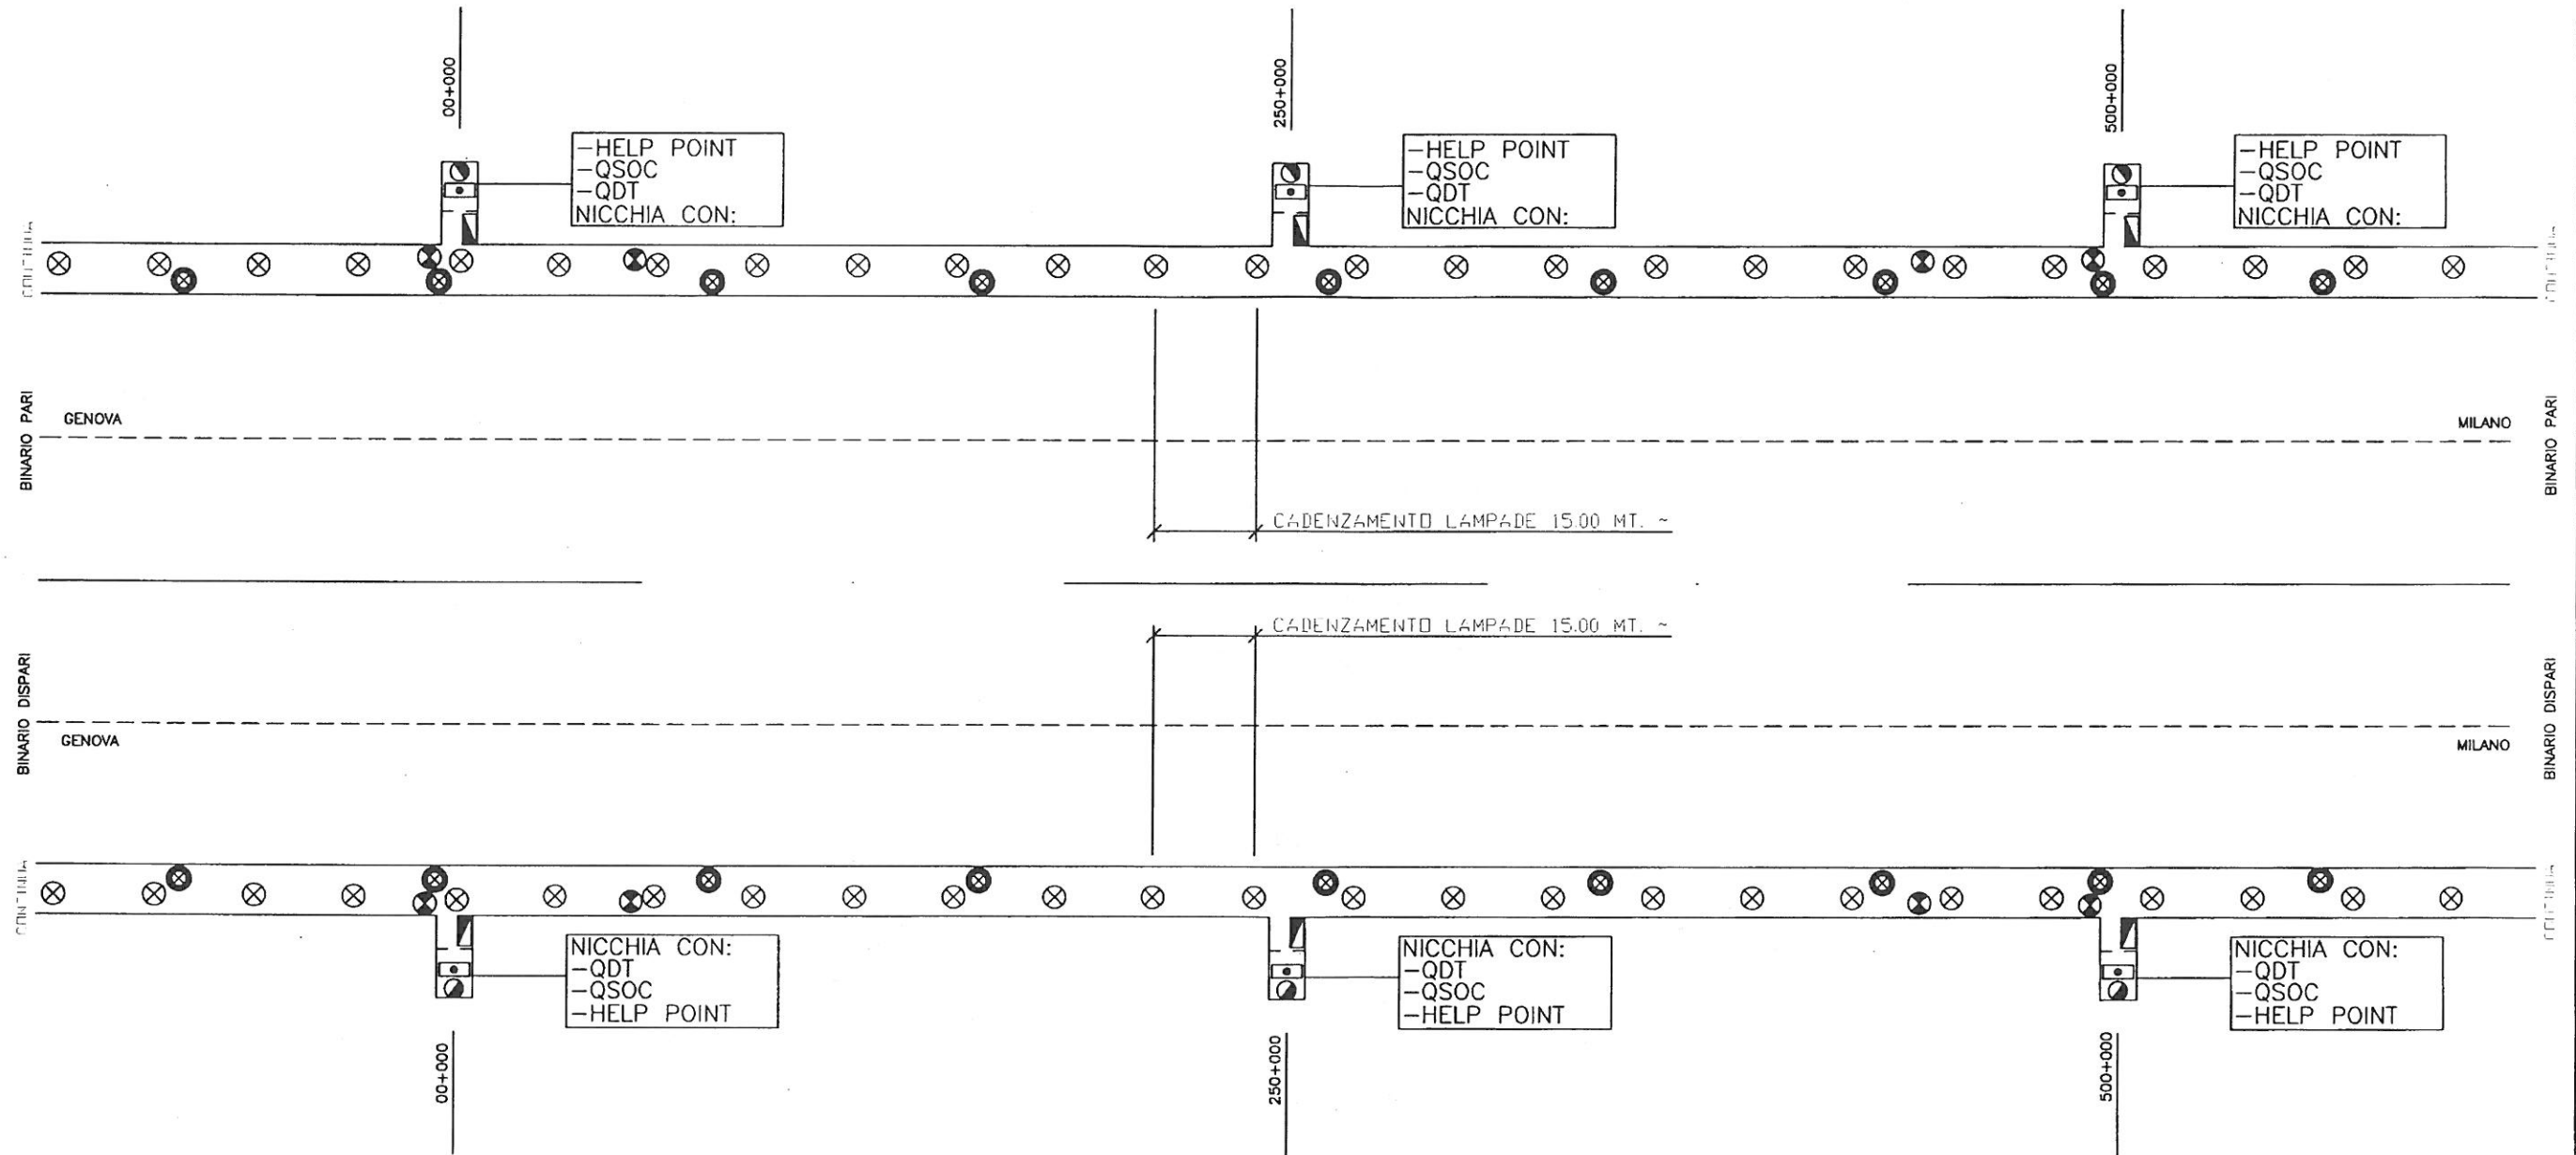 00+000
250+000
500+000
-HELP POINT
-QSOC
-QDT
NICCHIA CON:
-HELP POINT
-QSOC
-QDT
NICCHIA CON:
-HELP POINT
-QSOC
-QDT
NICCHIA CON:
BINARIO PARI
GENOVA
MILANO
BINARIO PARI
CADENZAMENTO LAMPADE 15.00 MT. ~
CADENZAMENTO LAMPADE 15.00 MT. ~
BINARIO DISPARI
GENOVA
MILANO
BINARIO DISPARI
NICCHIA CON:
-QDT
-QSOC
-HELP POINT
NICCHIA CON:
-QDT
-QSOC
-HELP POINT
NICCHIA CON:
-QDT
-QSOC
-HELP POINT
00+000
250+000
500+000